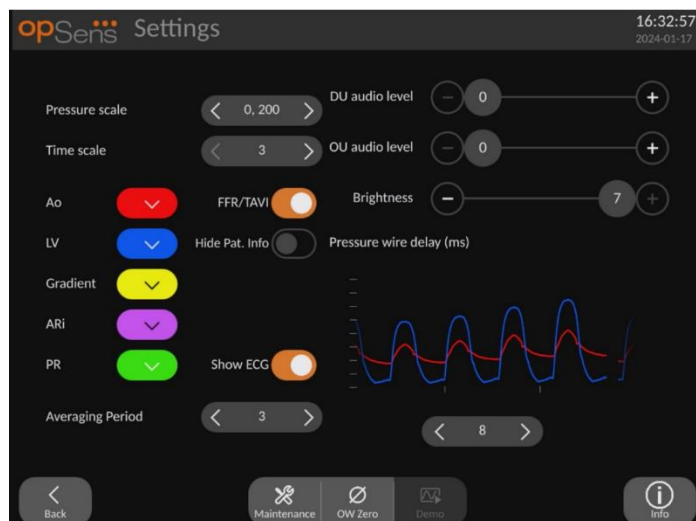 opSens Settings
16:32:57
2024-01-17
Pressure scale
0, 200
DU audio level
0
Time scale
3
OU audio level
0
Ao
FFR/TAVI
Brightness
7
LV
Hide Pat. Info
Pressure wire delay (ms)
Gradient
ARi
PR
Show ECG
Averaging Period
3
8
Back
Maintenance
OW Zero
Demo
Info